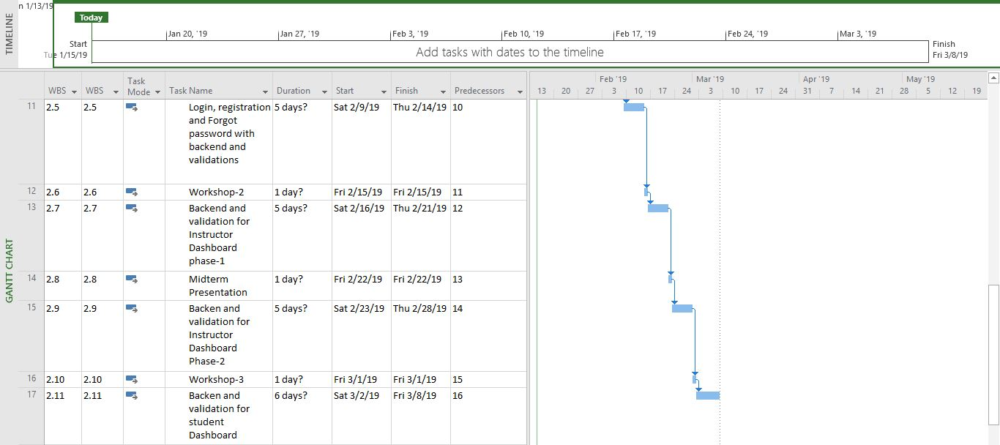 TIMELINE
n 1/13/19
Today
Jan 20, '19 Jan 27, '19 Feb 3, '19 Feb 10, '19 Feb 17, '19 Feb 24, '19 Mar 3, '19
Start
Tue 1/15/19
Add tasks with dates to the timeline
Finish
Fri 3/8/19
GANTT CHART
WBS WBS Task Mode Task Name Duration Start Finish Predecessors
Feb '19 Mar '19 Apr '19 May '19
13 20 27 3 10 17 24 3 10 17 24 31 7 14 21 28 5 12 19
11 2.5 2.5 Login, registration 5 days? Sat 2/9/19 Thu 2/14/19 10
and Forgot
password with
backend and
validations
12 2.6 2.6 Workshop-2 1 day? Fri 2/15/19 Fri 2/15/19 11
13 2.7 2.7 Backend and 5 days? Sat 2/16/19 Thu 2/21/19 12
validation for
Instructor
Dashboard
phase-1
14 2.8 2.8 Midterm 1 day? Fri 2/22/19 Fri 2/22/19 13
Presentation
15 2.9 2.9 Backen and 5 days? Sat 2/23/19 Thu 2/28/19 14
validation for
Instructor
Dashboard
Phase-2
16 2.10 2.10 Workshop-3 1 day? Fri 3/1/19 Fri 3/1/19 15
17 2.11 2.11 Backen and 6 days? Sat 3/2/19 Fri 3/8/19 16
validation for
student
Dashboard